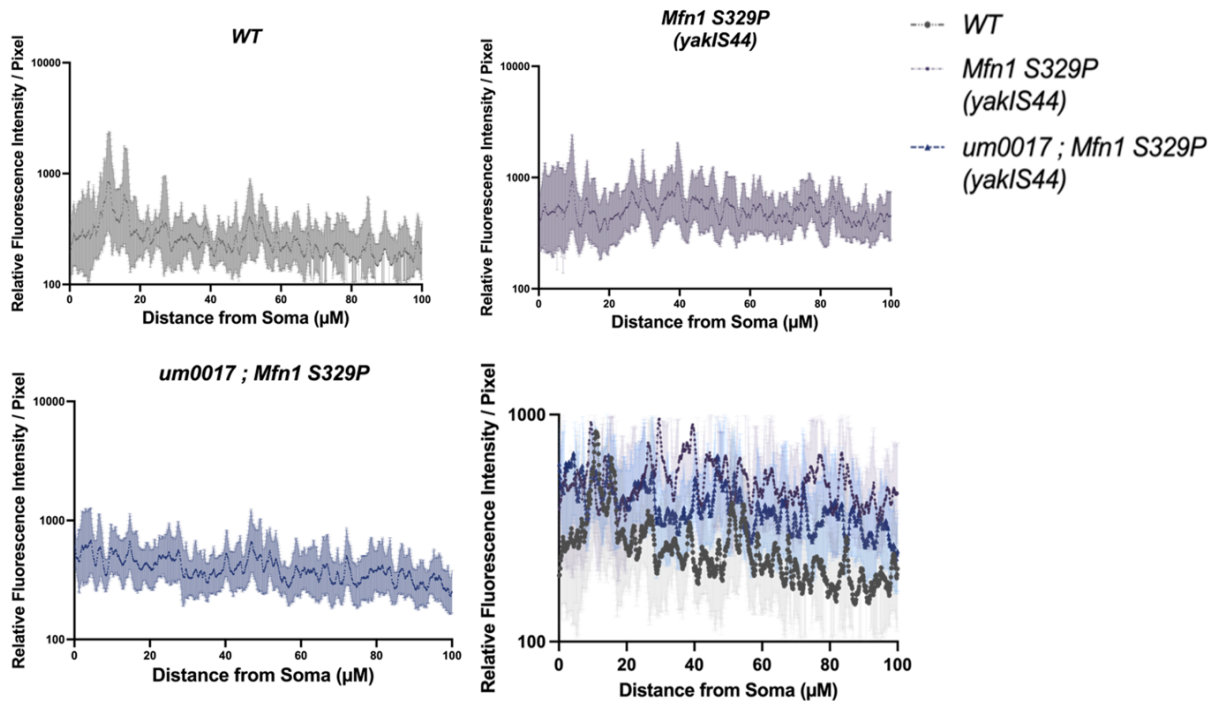 WT
Relative Fluorescence Intensity / Pixel
10000
1000
100
0 20 40 60 80 100
Distance from Soma (µM)
Mfn1 S329P
(yakIS44)
Relative Fluorescence Intensity / Pixel
10000
1000
100
0 20 40 60 80 100
Distance from Soma (µM)
WT
Mfn1 S329P
(yakIS44)
um0017 ; Mfn1 S329P
(yakIS44)
um0017 ; Mfn1 S329P
Relative Fluorescence Intensity / Pixel
10000
1000
100
0 20 40 60 80 100
Distance from Soma (µM)
Relative Fluorescence Intensity / Pixel
1000
100
0 20 40 60 80 100
Distance from Soma (µM)